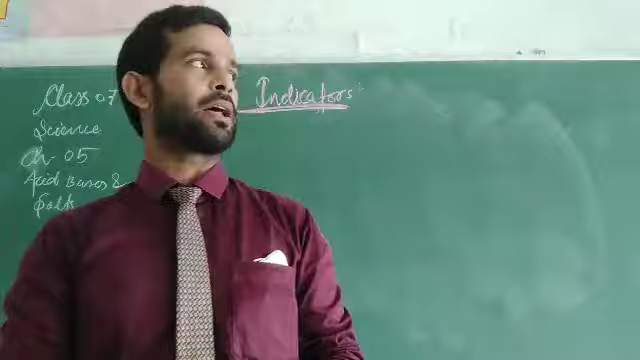 Class 07
Science
Ch- 05
Acid Bases &
Salts
Indicators